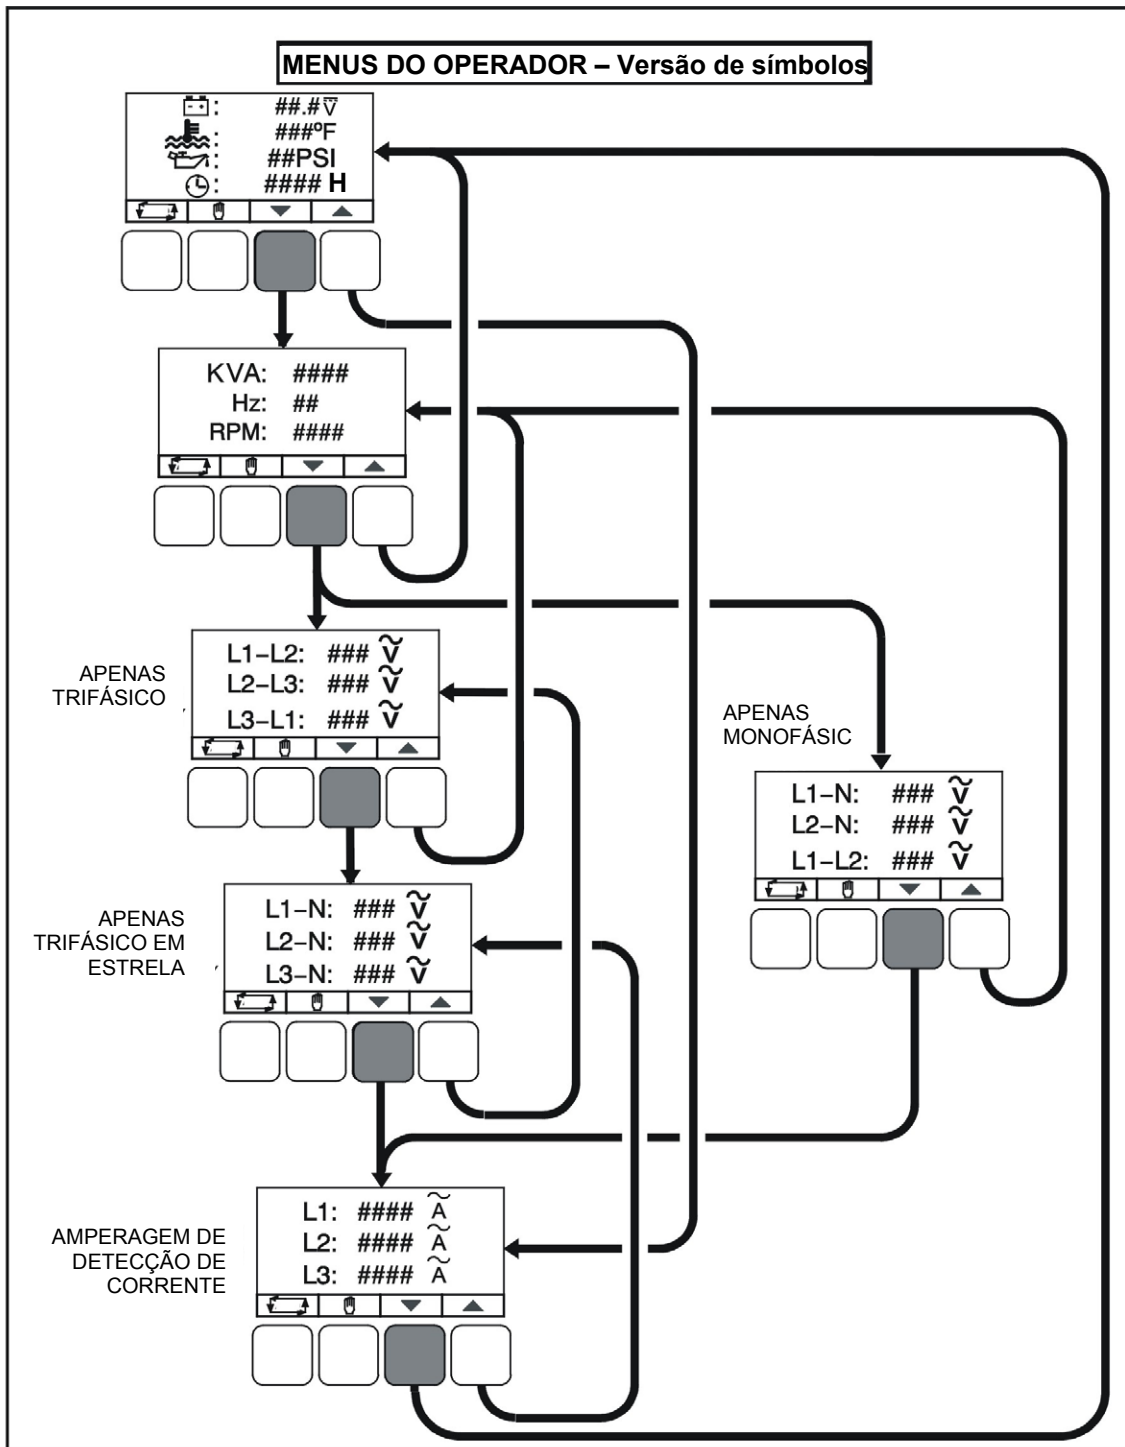 MENUS DO OPERADOR – Versão de símbolos
: ##.# V
: ###ºF
: ##PSI
: #### H
KVA: ####
Hz: ##
RPM: ####
APENAS
TRIFÁSICO
L1–L2: ### V
L2–L3: ### V
L3–L1: ### V
APENAS
MONOFÁSIC
L1–N: ### V
L2–N: ### V
L1–L2: ### V
APENAS
TRIFÁSICO EM
ESTRELA
L1–N: ### V
L2–N: ### V
L3–N: ### V
AMPERAGEM DE
DETECÇÃO DE
CORRENTE
L1: #### A
L2: #### A
L3: #### A